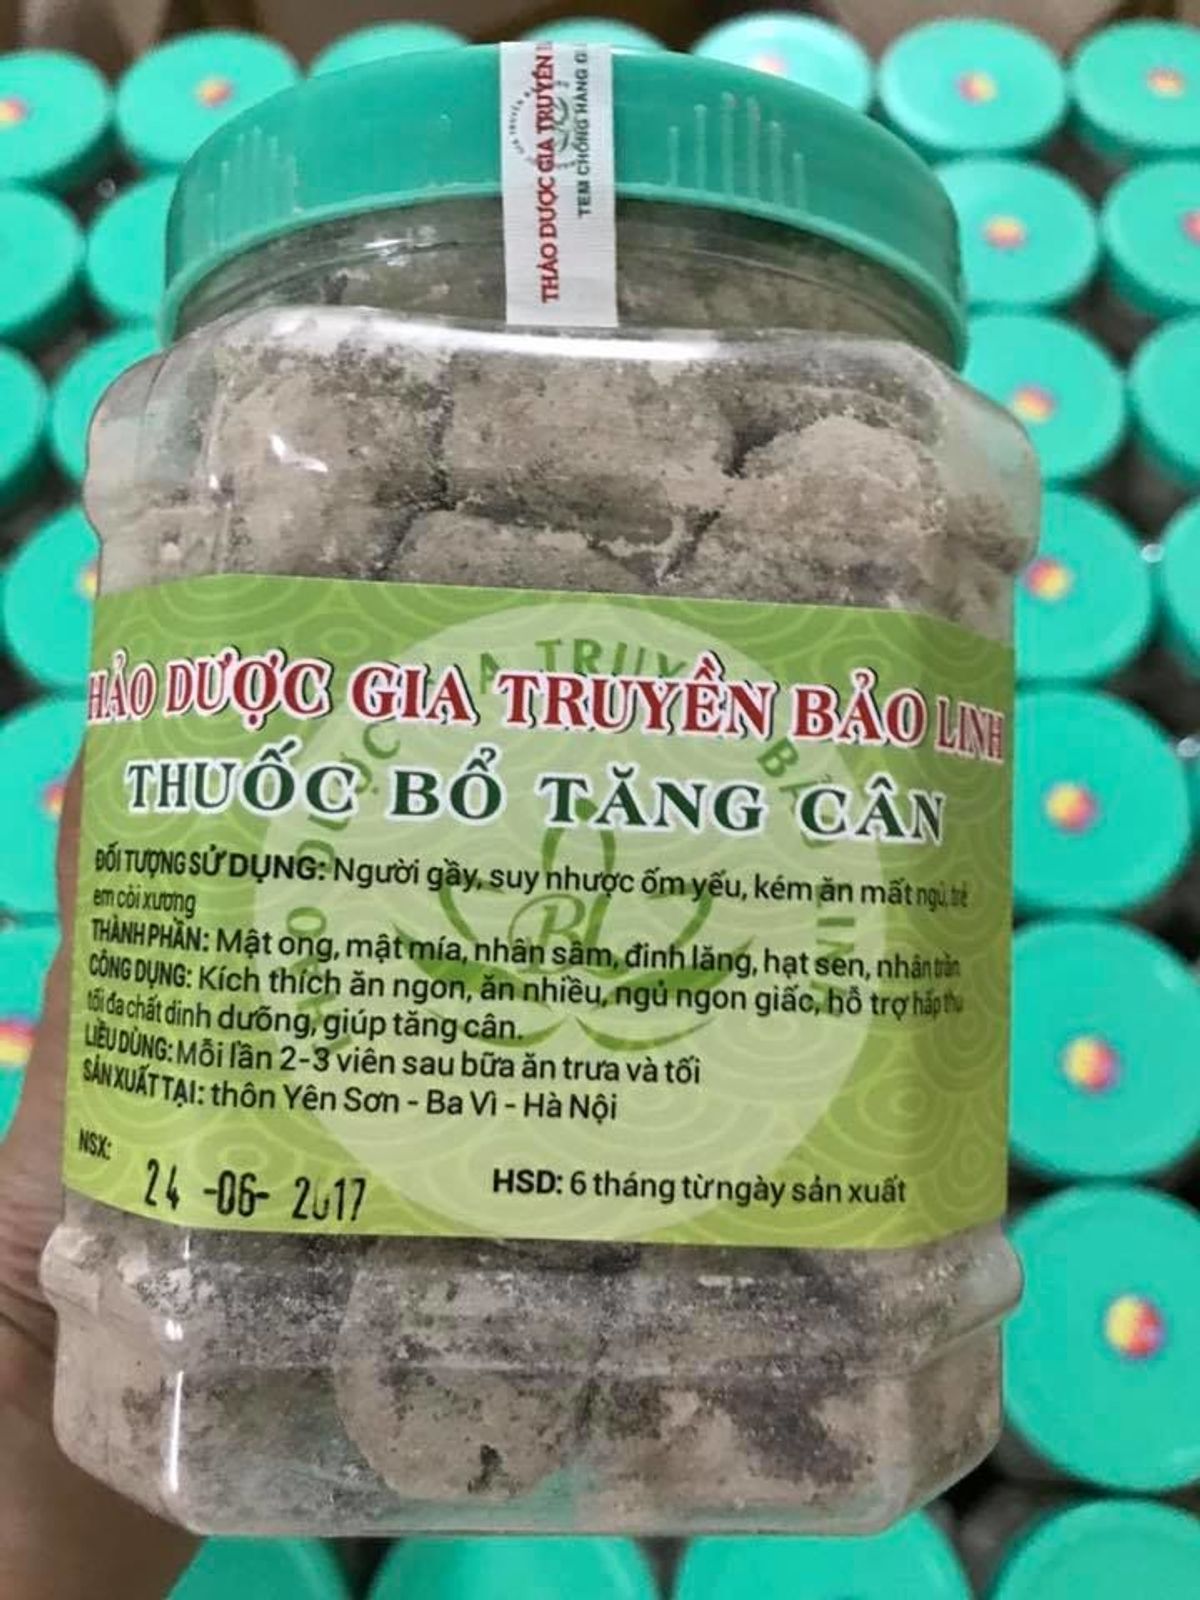 THẢO DƯỢC GIA TRUYỀN
TEM CHỐNG HÀNG G
HẢO DƯỢC GIA TRUYỀN BẢO LINH
THUỐC BỔ TĂNG CÂN
ĐỐI TƯỢNG SỬ DỤNG: Người gầy, suy nhược ốm yếu, kém ăn mất ngủ, trẻ
em còi xương
THÀNH PHẦN: Mật ong, mật mía, nhân sâm, đinh lăng, hạt sen, nhân trần
CÔNG DỤNG: Kích thích ăn ngon, ăn nhiều, ngủ ngon giấc, hỗ trợ hấp thu
tối đa chất dinh dưỡng, giúp tăng cân.
LIỀU DÙNG: Mỗi lần 2-3 viên sau bữa ăn trưa và tối
SẢN XUẤT TẠI: thôn Yên Sơn - Ba Vì - Hà Nội
NSX:
24 -06- 2017
HSD: 6 tháng từ ngày sản xuất